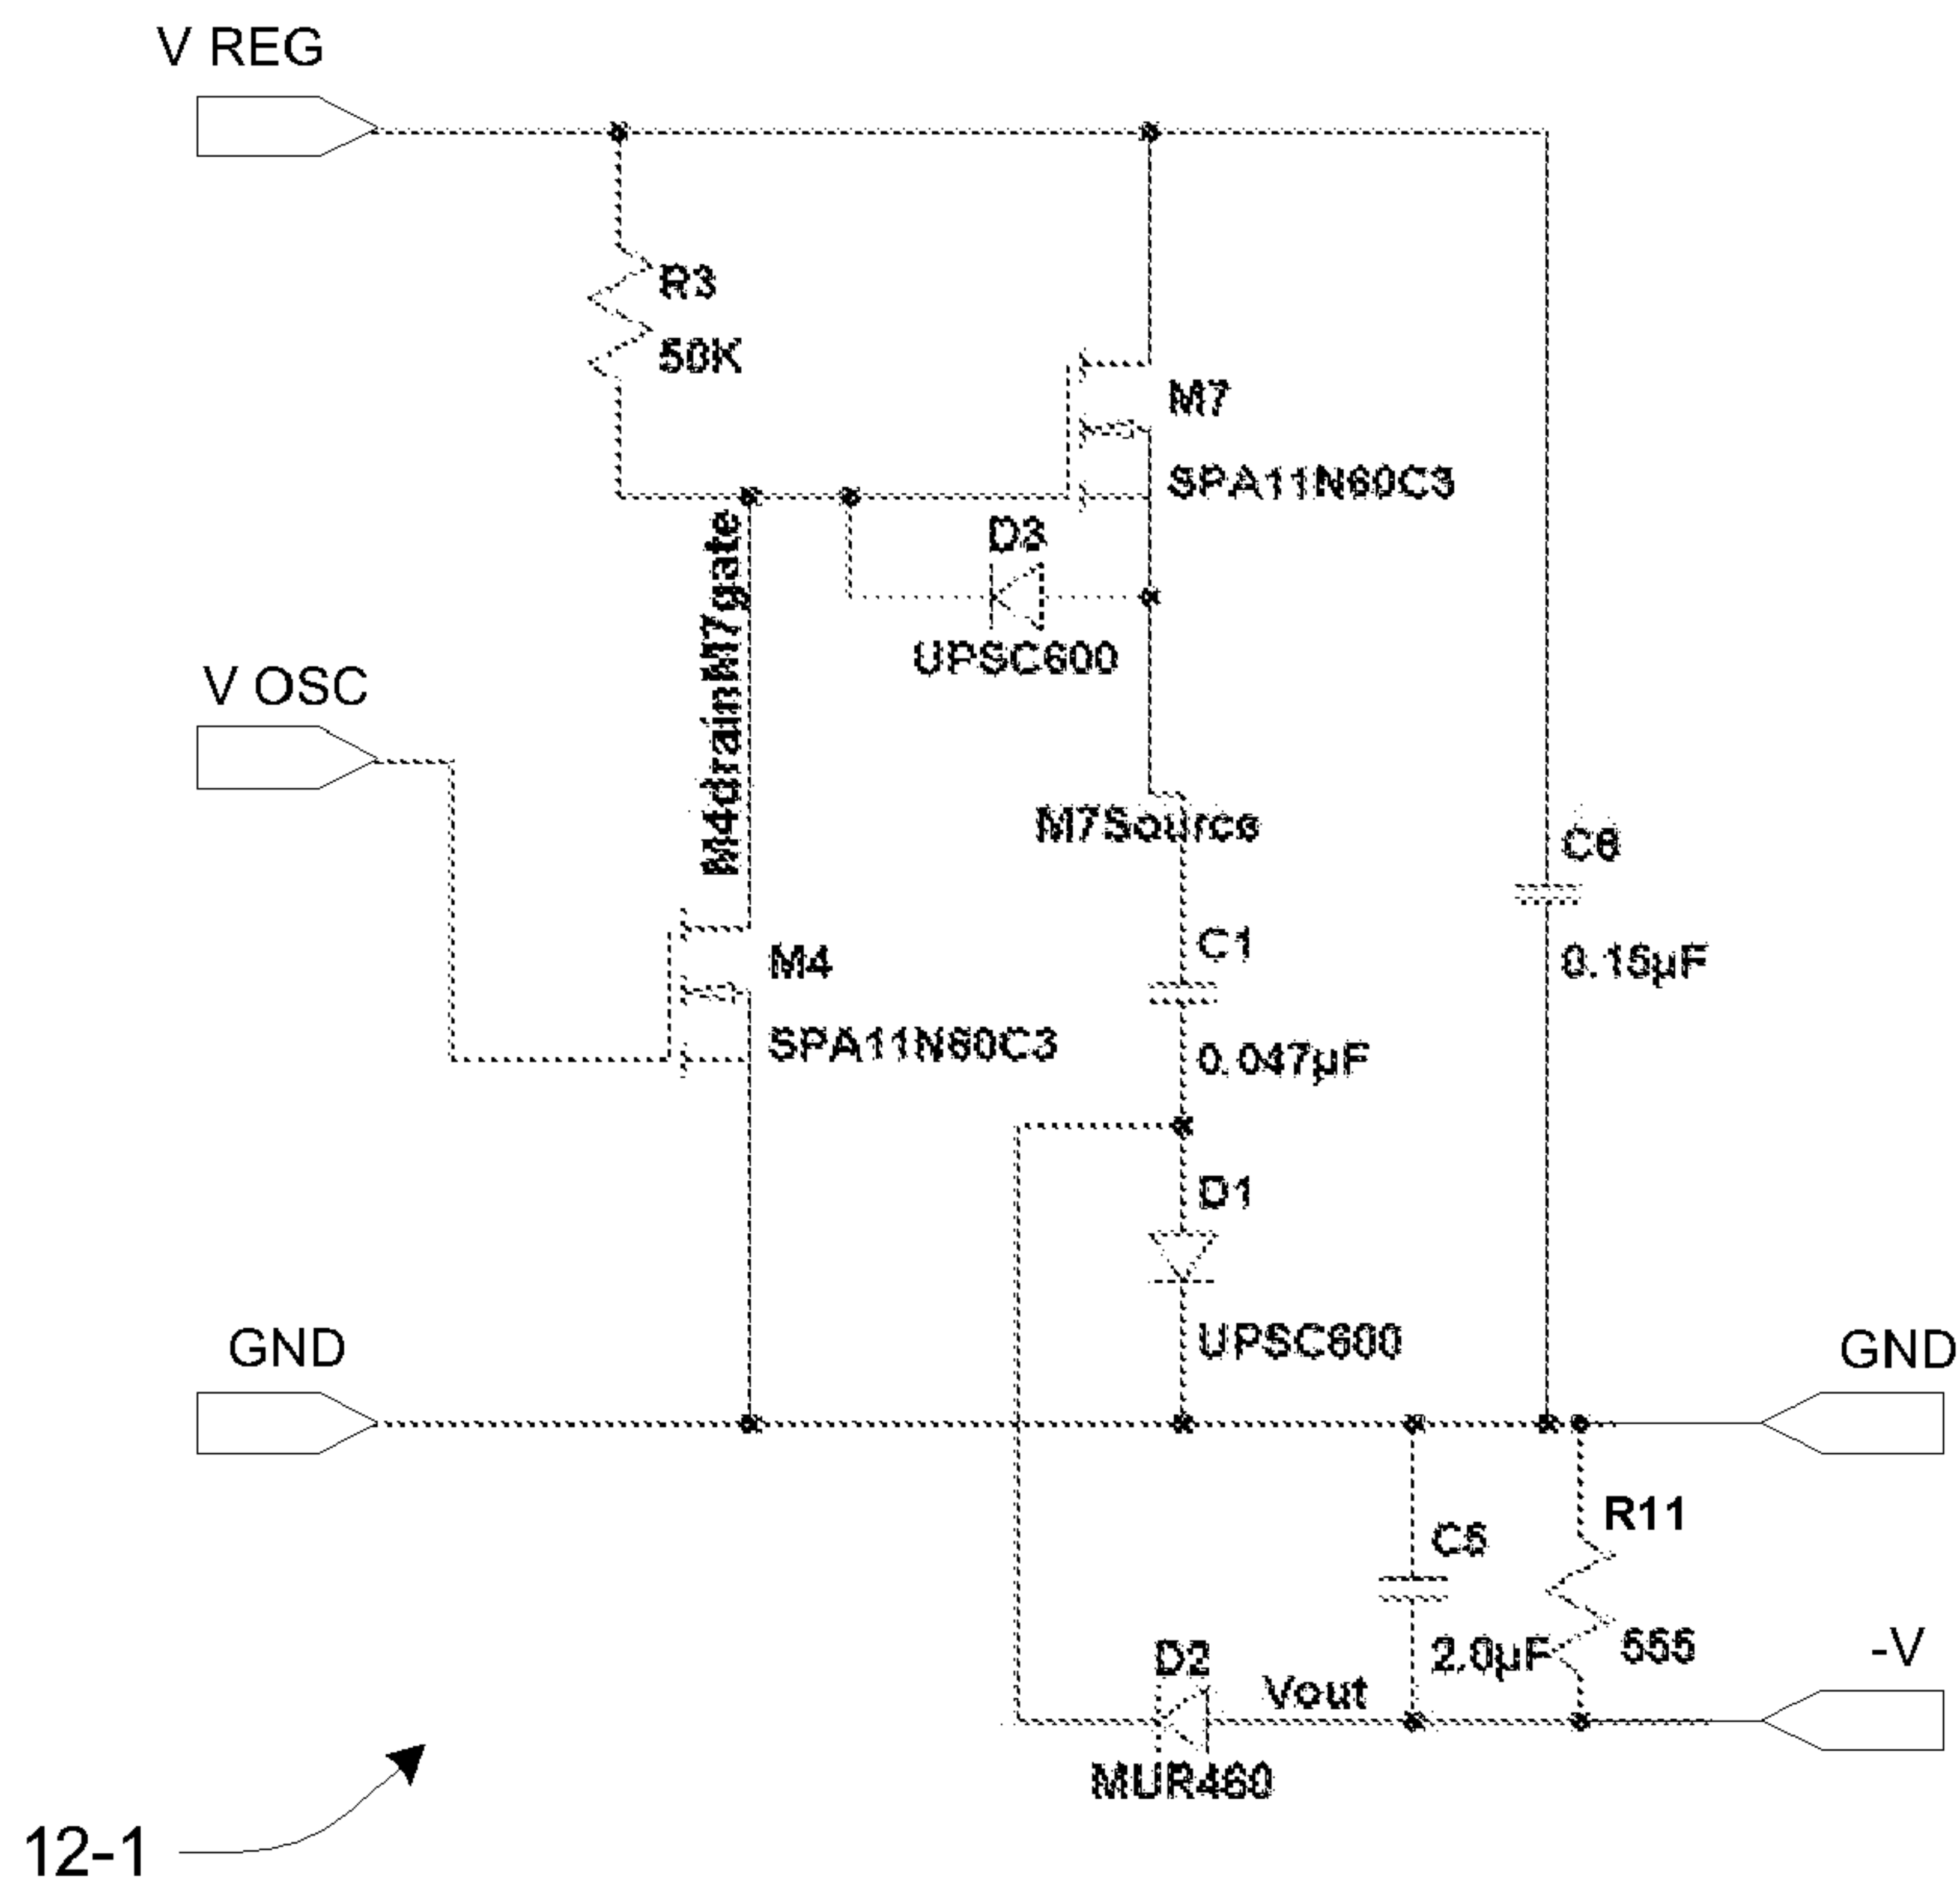 V REG
R3
50K
M7
SPA11N60C3
D3
UPSC600
M4drainM7gate
V OSC
M7Source
C6
0.15µF
C1
0.047µF
M4
SPA11N60C3
D1
UPSC600
GND
GND
R11
C5
2.0µF
-V
D2
Vout
MUR460
12-1